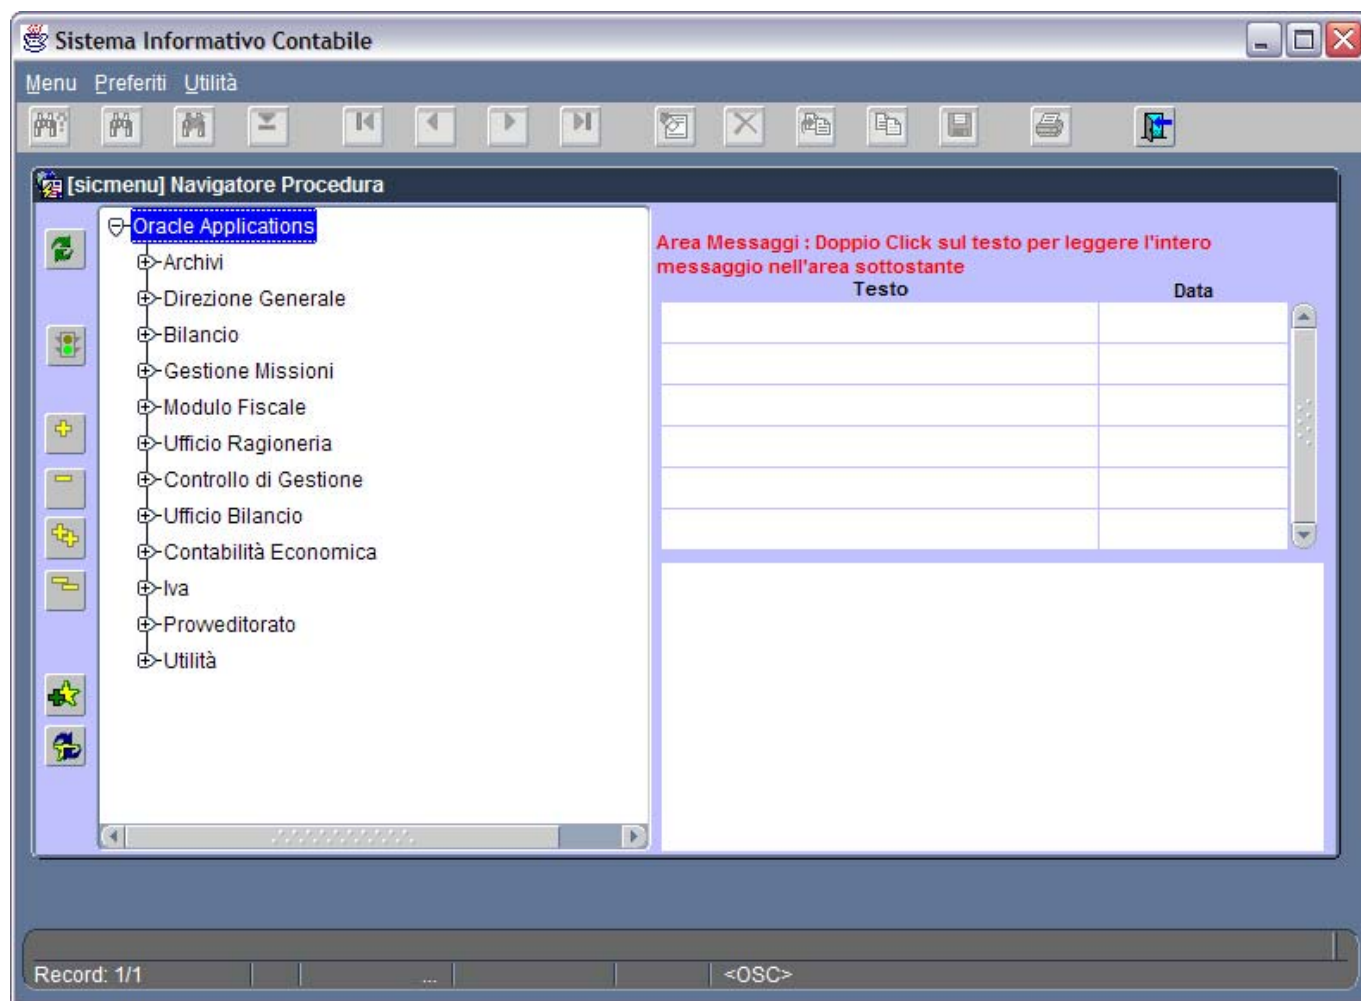 Sistema Informativo Contabile
Menu Preferiti Utilità
[sicmenu] Navigatore Procedura
Oracle Applications
Archivi
Direzione Generale
Bilancio
Gestione Missioni
Modulo Fiscale
Ufficio Ragioneria
Controllo di Gestione
Ufficio Bilancio
Contabilità Economica
Iva
Provveditorato
Utilità
Area Messaggi : Doppio Click sul testo per leggere l'intero
messaggio nell'area sottostante
Testo Data
Record: 1/1 ... <OSC>